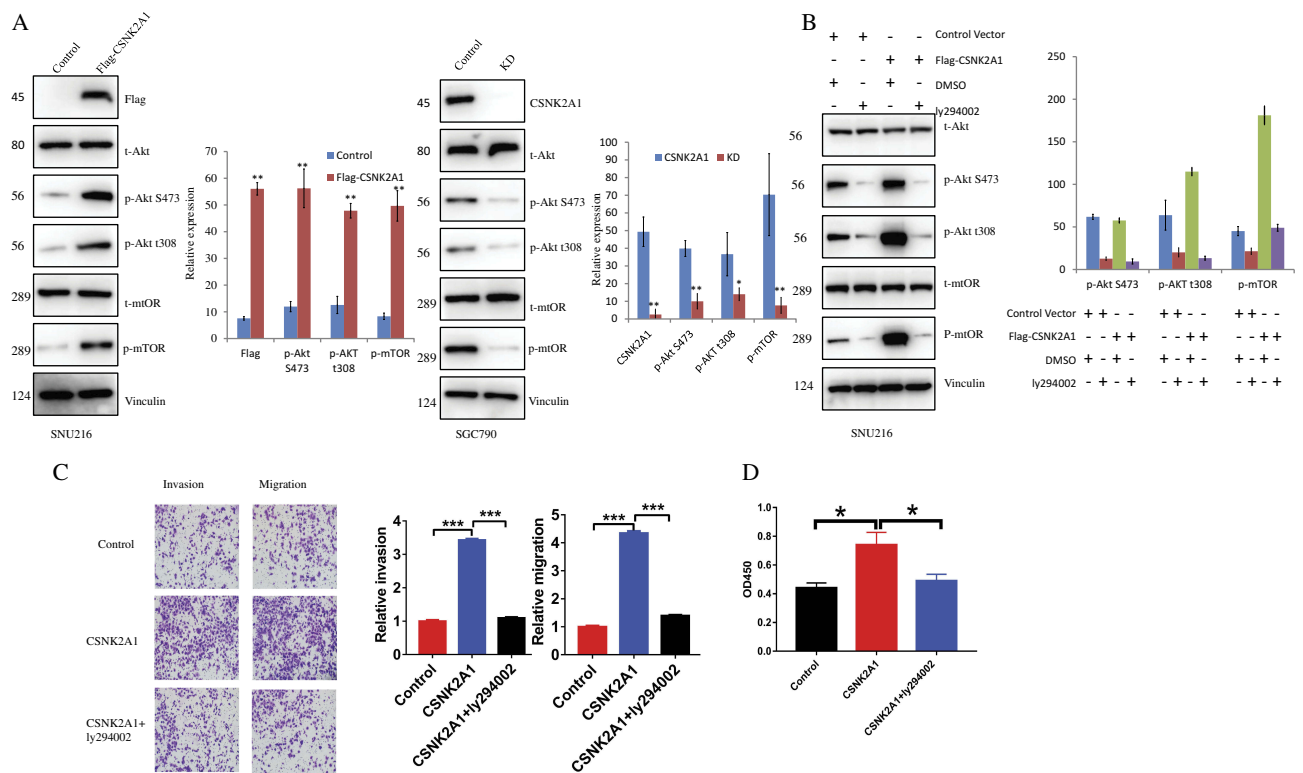 A
Control
Flag-CSNK2A1
45
Flag
80
t-Akt
56
p-Akt S473
56
p-Akt t308
289
t-mtOR
289
p-mTOR
124
Vinculin
SNU216
Relative expression
70
60
50
40
30
20
10
0
Control
Flag-CSNK2A1
**
**
**
**
Flag
p-Akt S473
p-AKT t308
p-mTOR
Control
KD
45
CSNK2A1
80
t-Akt
56
p-Akt S473
56
p-Akt t308
289
t-mtOR
289
p-mtOR
124
Vinculin
SGC790
Relative expression
100
90
80
70
60
50
40
30
20
10
0
CSNK2A1
KD
**
**
*
**
CSNK2A1
p-Akt S473
p-AKT t308
p-mTOR
B
+ + - - Control Vector
- - + + Flag-CSNK2A1
+ - + - DMSO
- + - + ly294002
56
t-Akt
56
p-Akt S473
56
p-Akt t308
289
t-mtOR
289
P-mtOR
124
Vinculin
SNU216
250
200
150
100
50
0
p-Akt S473
p-AKT t308
p-mTOR
Control Vector ++-- ++-- ++--
Flag-CSNK2A1 --++ --++ --++
DMSO +-+- +-+- +-+-
ly294002 -+-+ -+-+ -+-+
C
Invasion
Migration
Control
CSNK2A1
CSNK2A1+
ly294002
Relative invasion
4
3
2
1
0
***
***
Control
CSNK2A1
CSNK2A1+ly294002
Relative migration
5
4
3
2
1
0
***
***
Control
CSNK2A1
CSNK2A1+ly294002
D
OD450
1.0
0.8
0.6
0.4
0.2
0.0
*
*
Control
CSNK2A1
CSNK2A1+ly294002